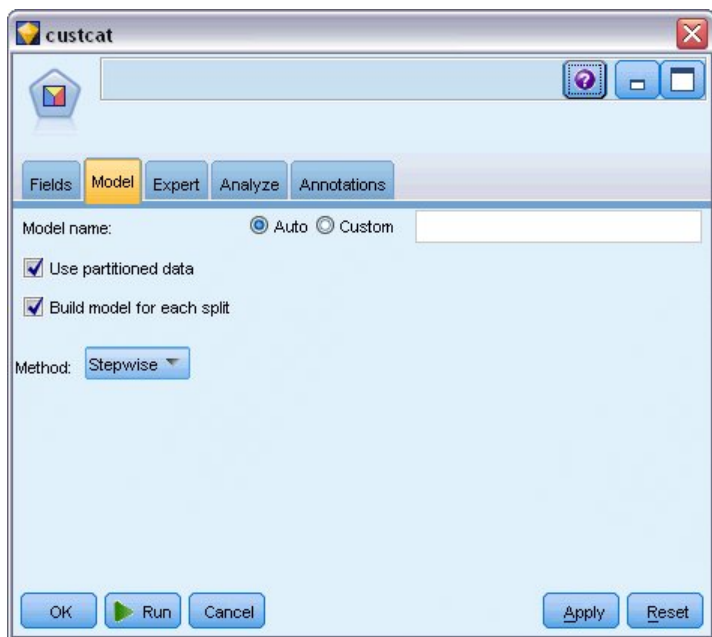 custcat
?
Fields Model Expert Analyze Annotations
Model name: Auto Custom
Use partitioned data
Build model for each split
Method: Stepwise
OK Run Cancel Apply Reset